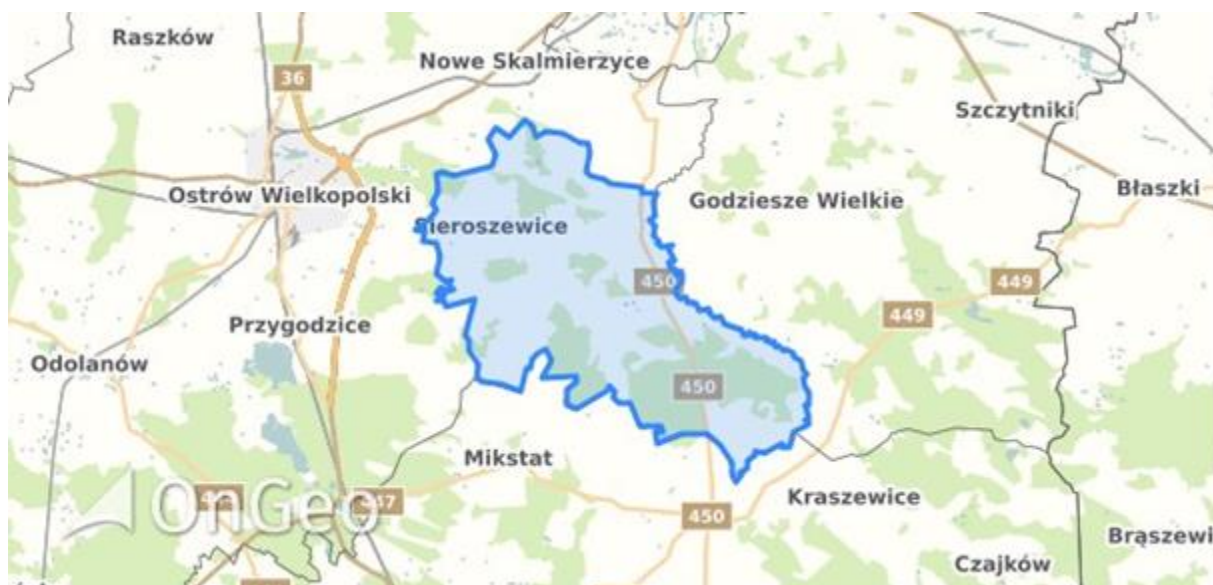 Raszków
Nowe Skalmierzyce
36
Szczytniki
Ostrów Wielkopolski
Godziesze Wielkie
Błaszki
Sieroszewice
450
449
449
Przygodzice
Odolanów
450
Mikstat
OnGeo
Kraszewice
450
Brąszewi
Czajków